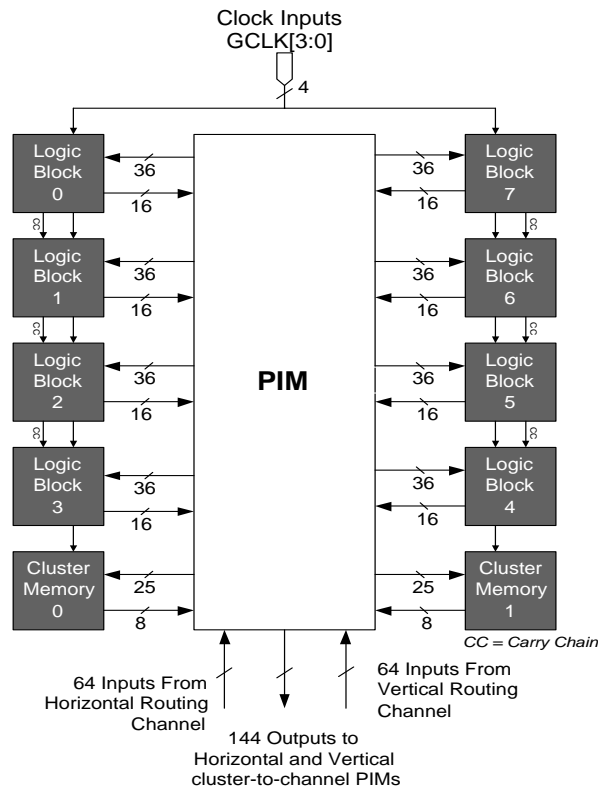 Clock Inputs
GCLK[3:0]
4
Logic
Block
0
36
16
Logic
Block
7
36
16
CC
CC
Logic
Block
1
36
16
Logic
Block
6
36
16
CC
CC
Logic
Block
2
36
16
PIM
Logic
Block
5
36
16
CC
CC
Logic
Block
3
36
16
Logic
Block
4
36
16
Cluster
Memory
0
25
8
Cluster
Memory
1
25
8
CC = Carry Chain
64 Inputs From
Horizontal Routing
Channel
64 Inputs From
Vertical Routing
Channel
144 Outputs to
Horizontal and Vertical
cluster-to-channel PIMs